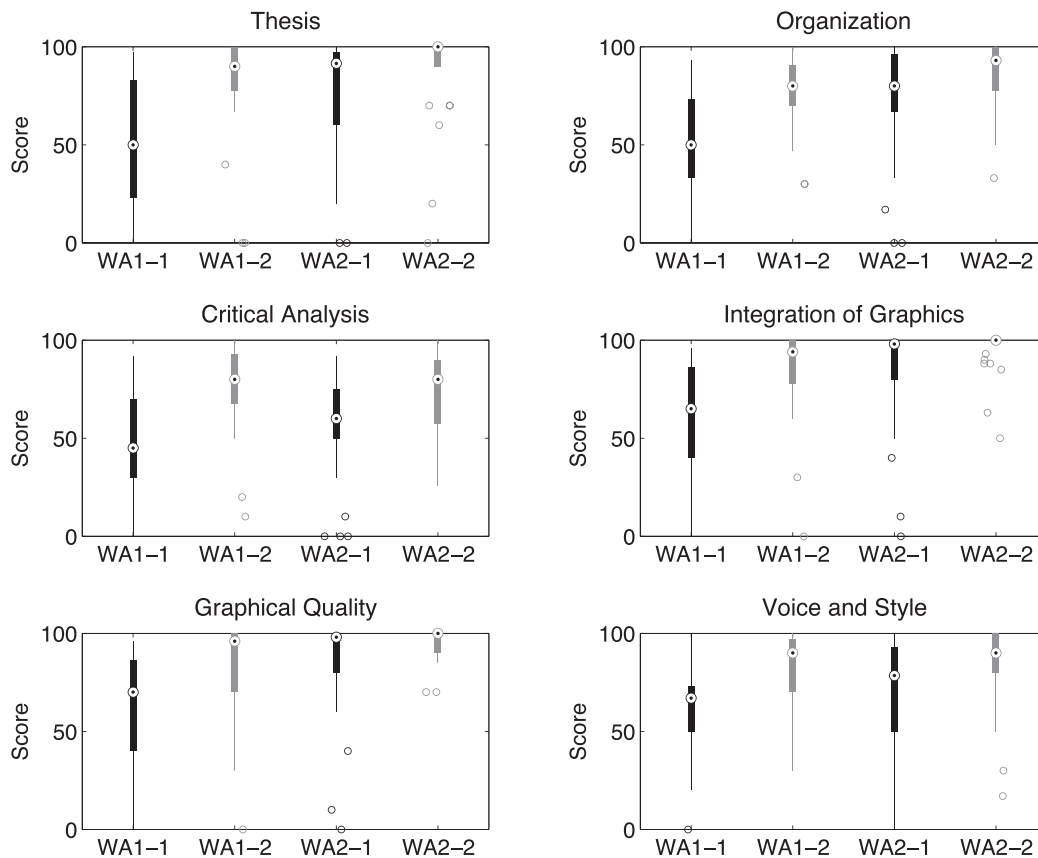 Thesis
100
50
0
Score
WA1–1 WA1–2 WA2–1 WA2–2
Organization
100
50
0
Score
WA1–1 WA1–2 WA2–1 WA2–2
Critical Analysis
100
50
0
Score
WA1–1 WA1–2 WA2–1 WA2–2
Integration of Graphics
100
50
0
Score
WA1–1 WA1–2 WA2–1 WA2–2
Graphical Quality
100
50
0
Score
WA1–1 WA1–2 WA2–1 WA2–2
Voice and Style
100
50
0
Score
WA1–1 WA1–2 WA2–1 WA2–2